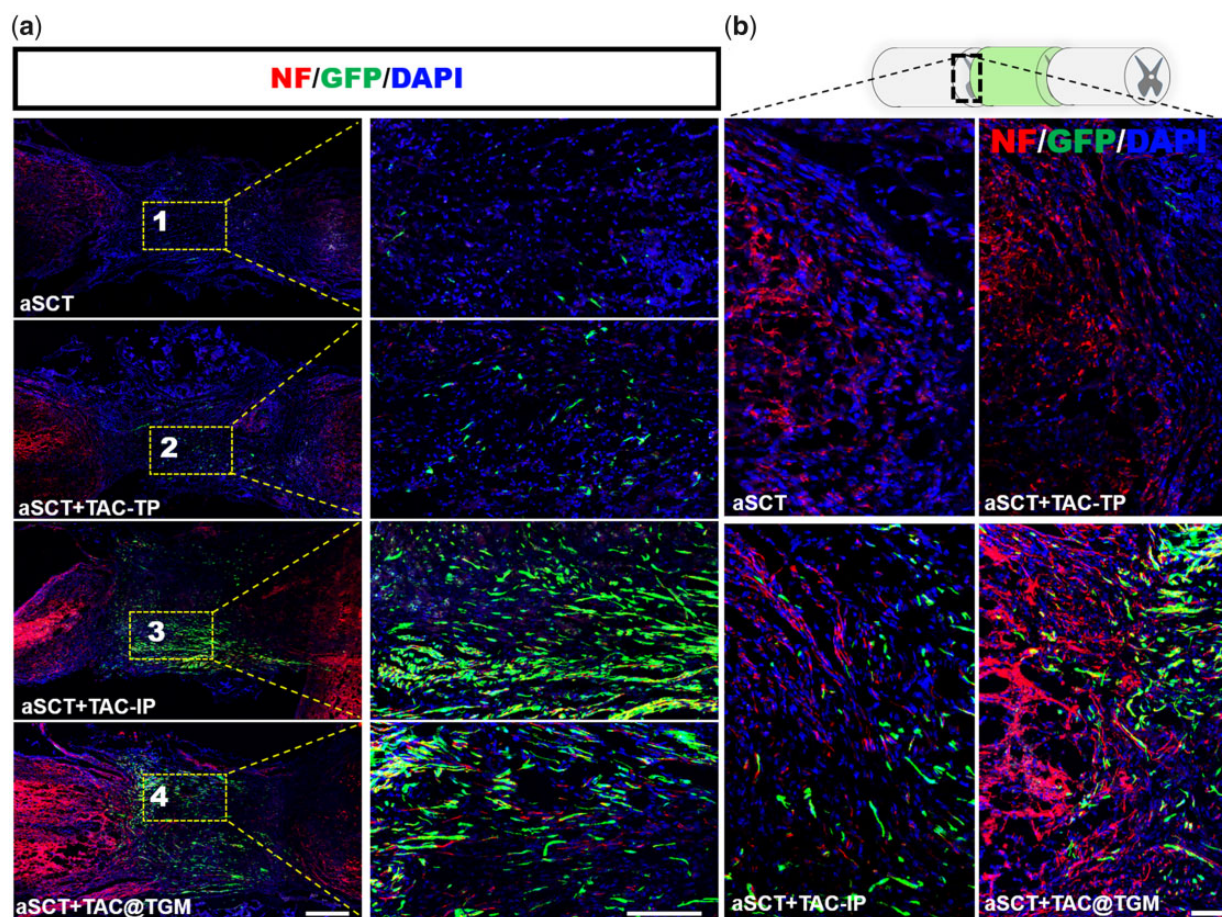 (a)
NF/GFP/DAPI
1
aSCT
2
aSCT+TAC-TP
3
aSCT+TAC-IP
4
aSCT+TAC@TGM
(b)
NF/GFP/DAPI
aSCT
aSCT+TAC-TP
aSCT+TAC-IP
aSCT+TAC@TGM